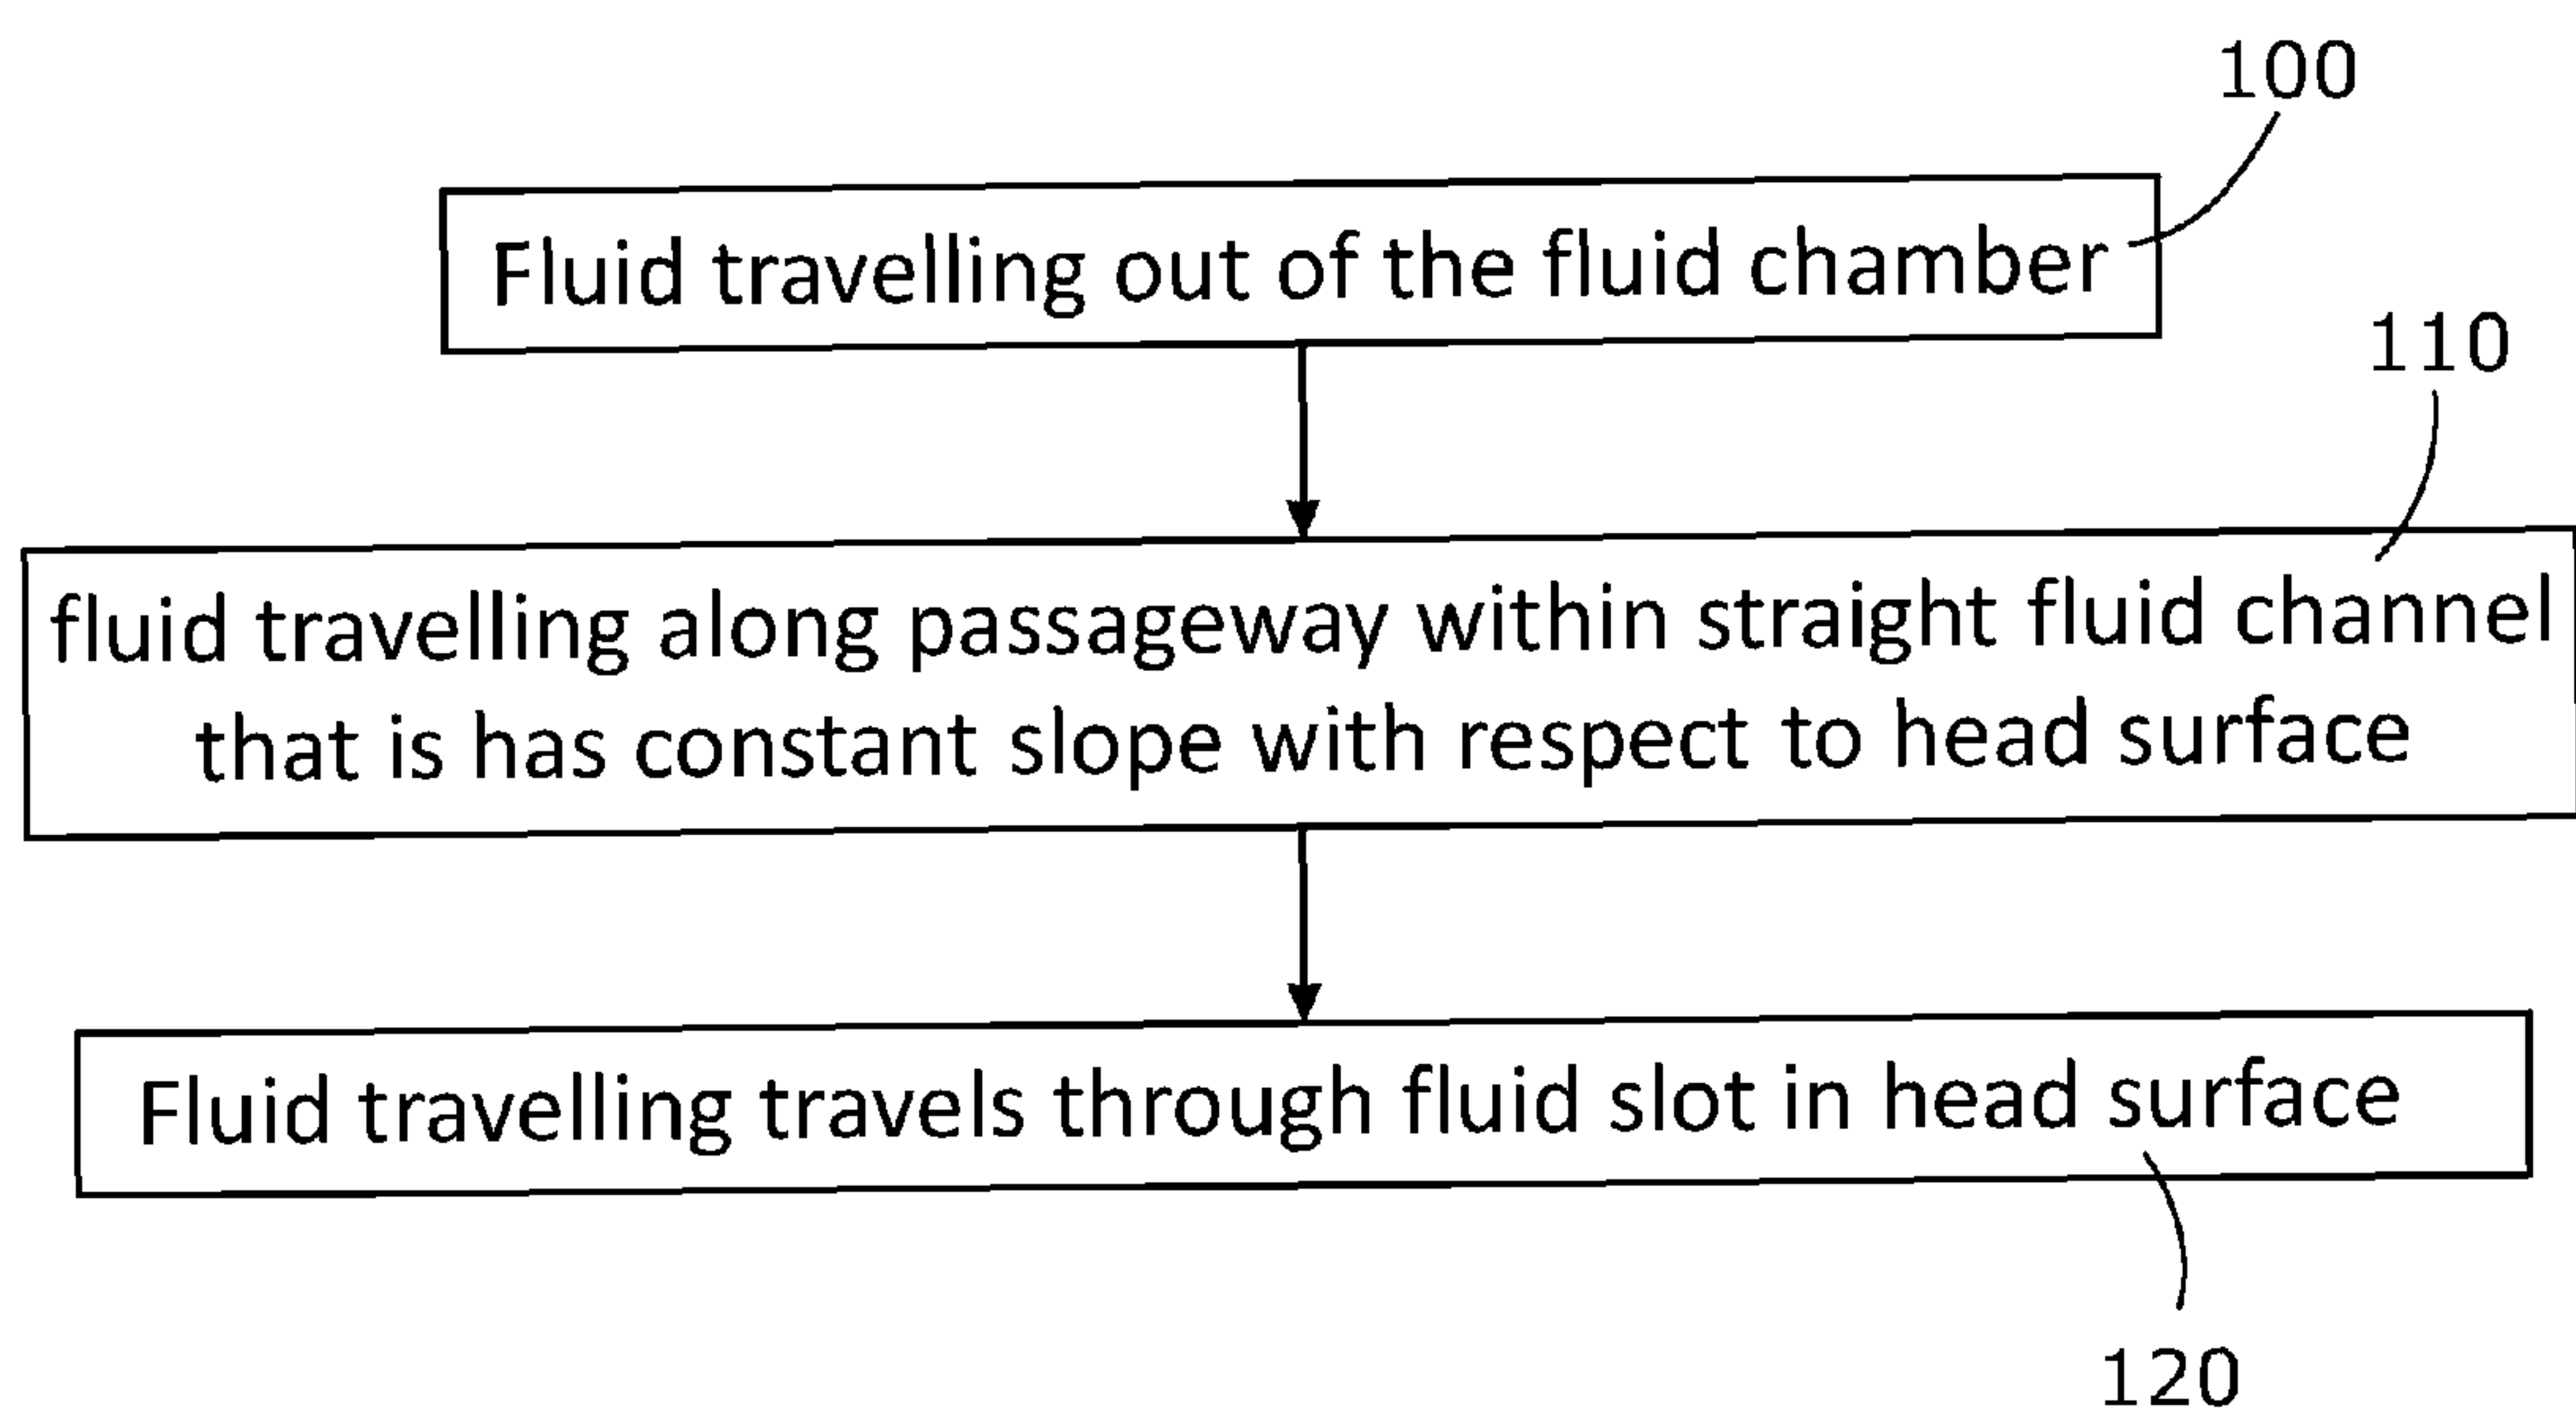 100
Fluid travelling out of the fluid chamber
110
fluid travelling along passageway within straight fluid channel
that is has constant slope with respect to head surface
Fluid travelling travels through fluid slot in head surface
120